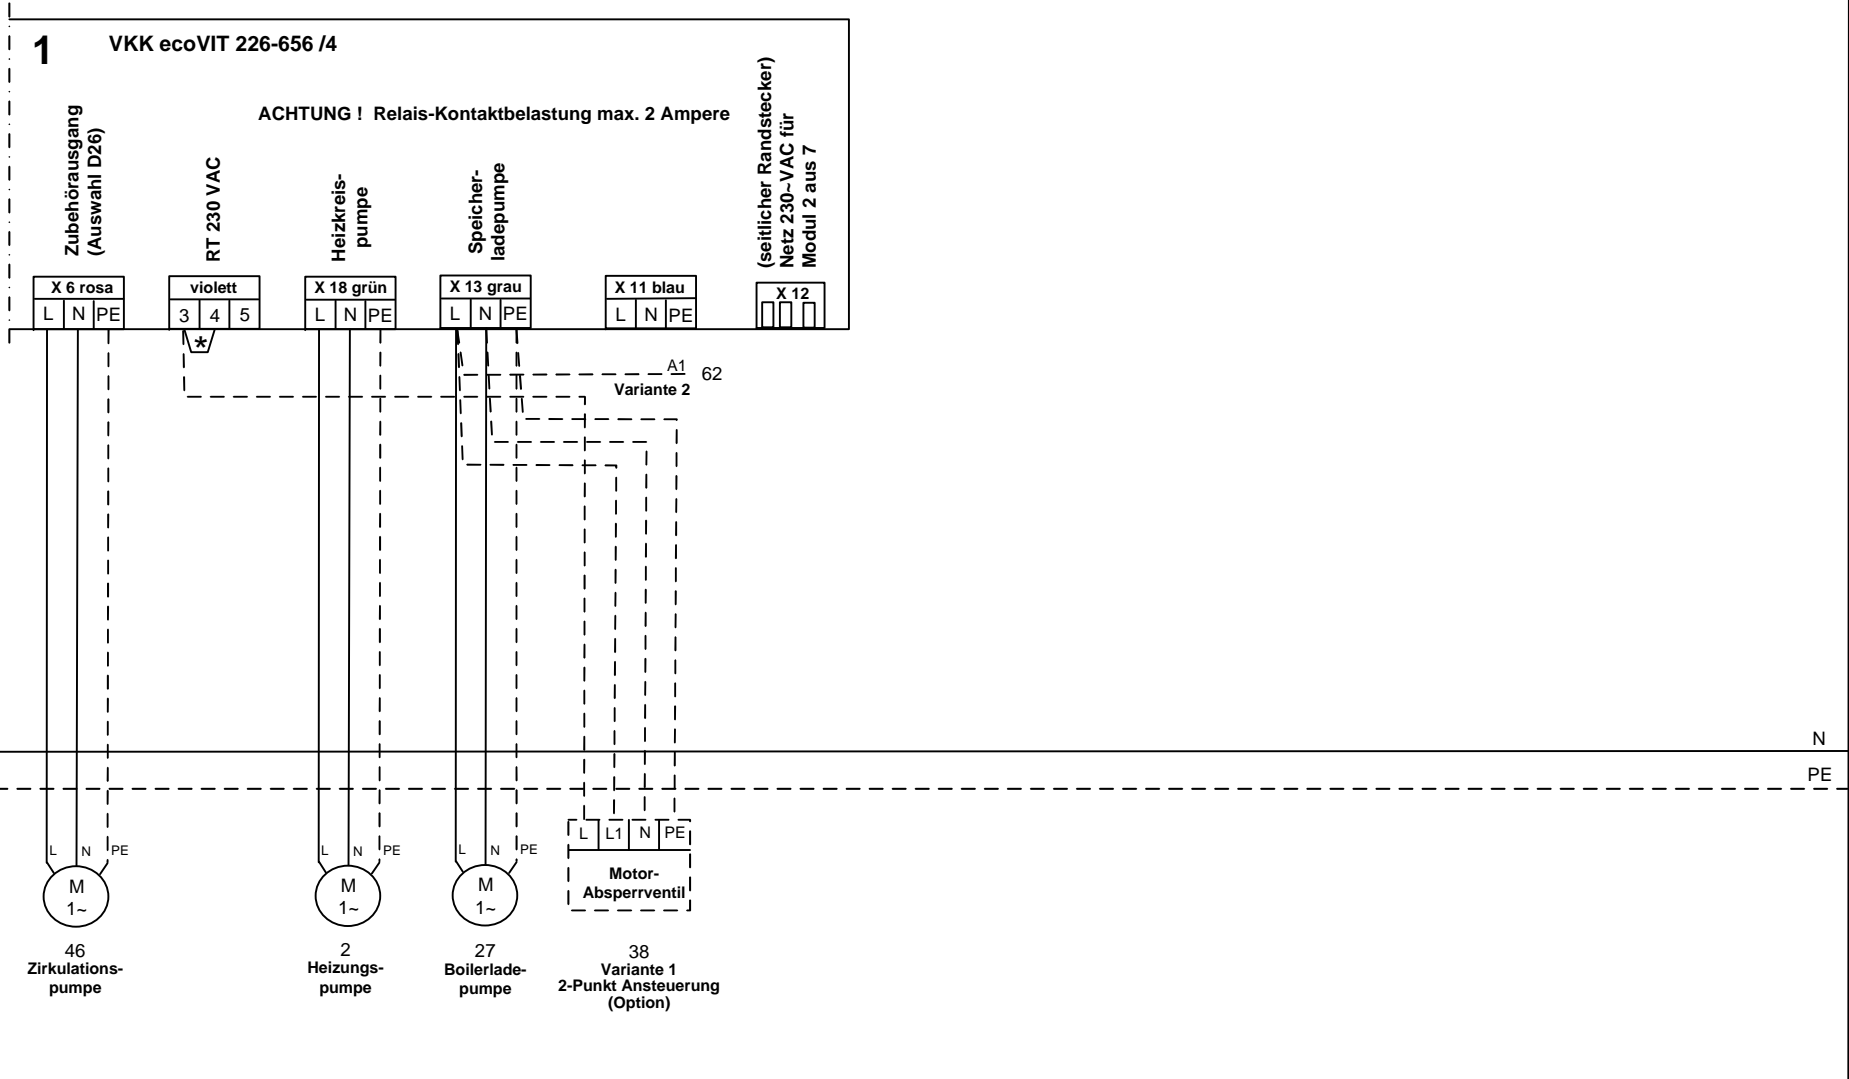 1
VKK ecoVIT 226-656 /4
ACHTUNG ! Relais-Kontaktbelastung max. 2 Ampere
Zubehörausgang
(Auswahl D26)
RT 230 VAC
Heizkreis-
pumpe
Speicher-
ladepumpe
(seitlicher Randstecker)
Netz 230~VAC für
Modul 2 aus 7
X 6 rosa
L N PE
violett
3 4 5
*
X 18 grün
L N PE
X 13 grau
L N PE
X 11 blau
L N PE
X 12
A1
62
Variante 2
N
PE
L N PE
M
1~
46
Zirkulations-
pumpe
L N PE
M
1~
2
Heizungs-
pumpe
L N PE
M
1~
27
Boilerlade-
pumpe
L L1 N PE
Motor-
Absperrventil
38
Variante 1
2-Punkt Ansteuerung
(Option)